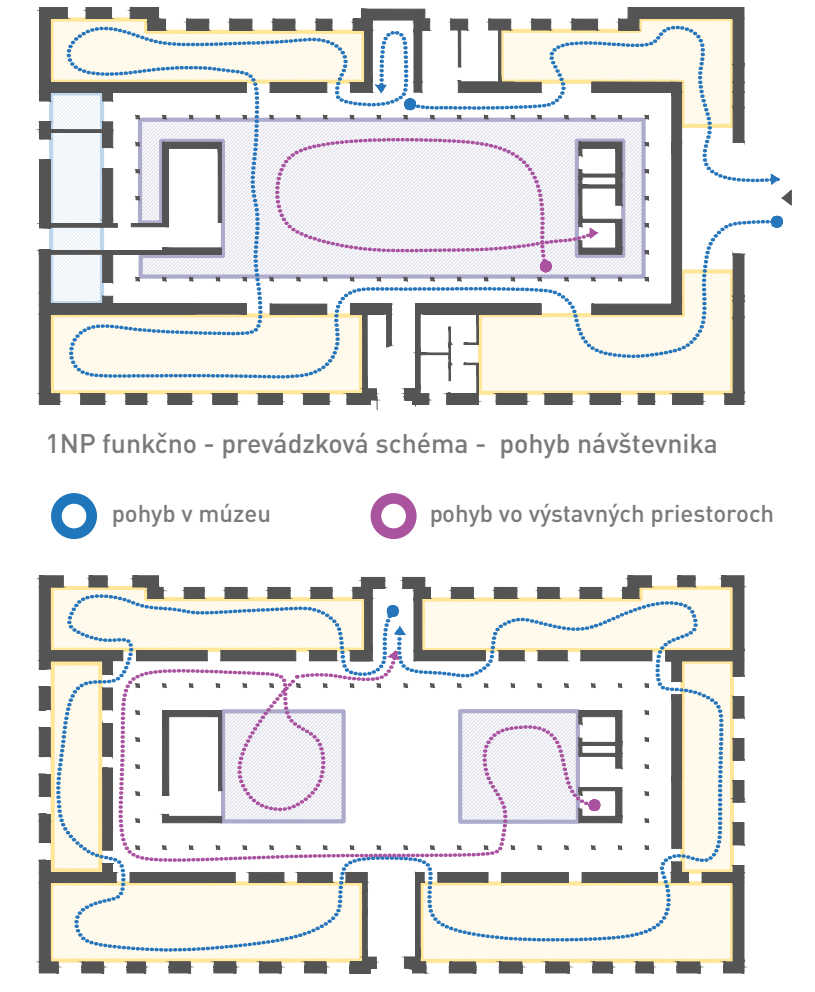 1NP funkčno - prevádzková schéma - pohyb návštevnika
pohyb v múzeu
pohyb vo výstavných priestoroch